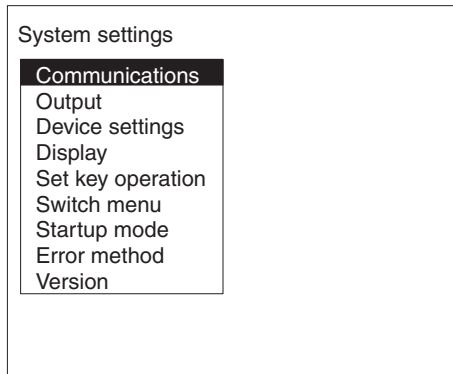 System settings
Communications
Output
Device settings
Display
Set key operation
Switch menu
Startup mode
Error method
Version